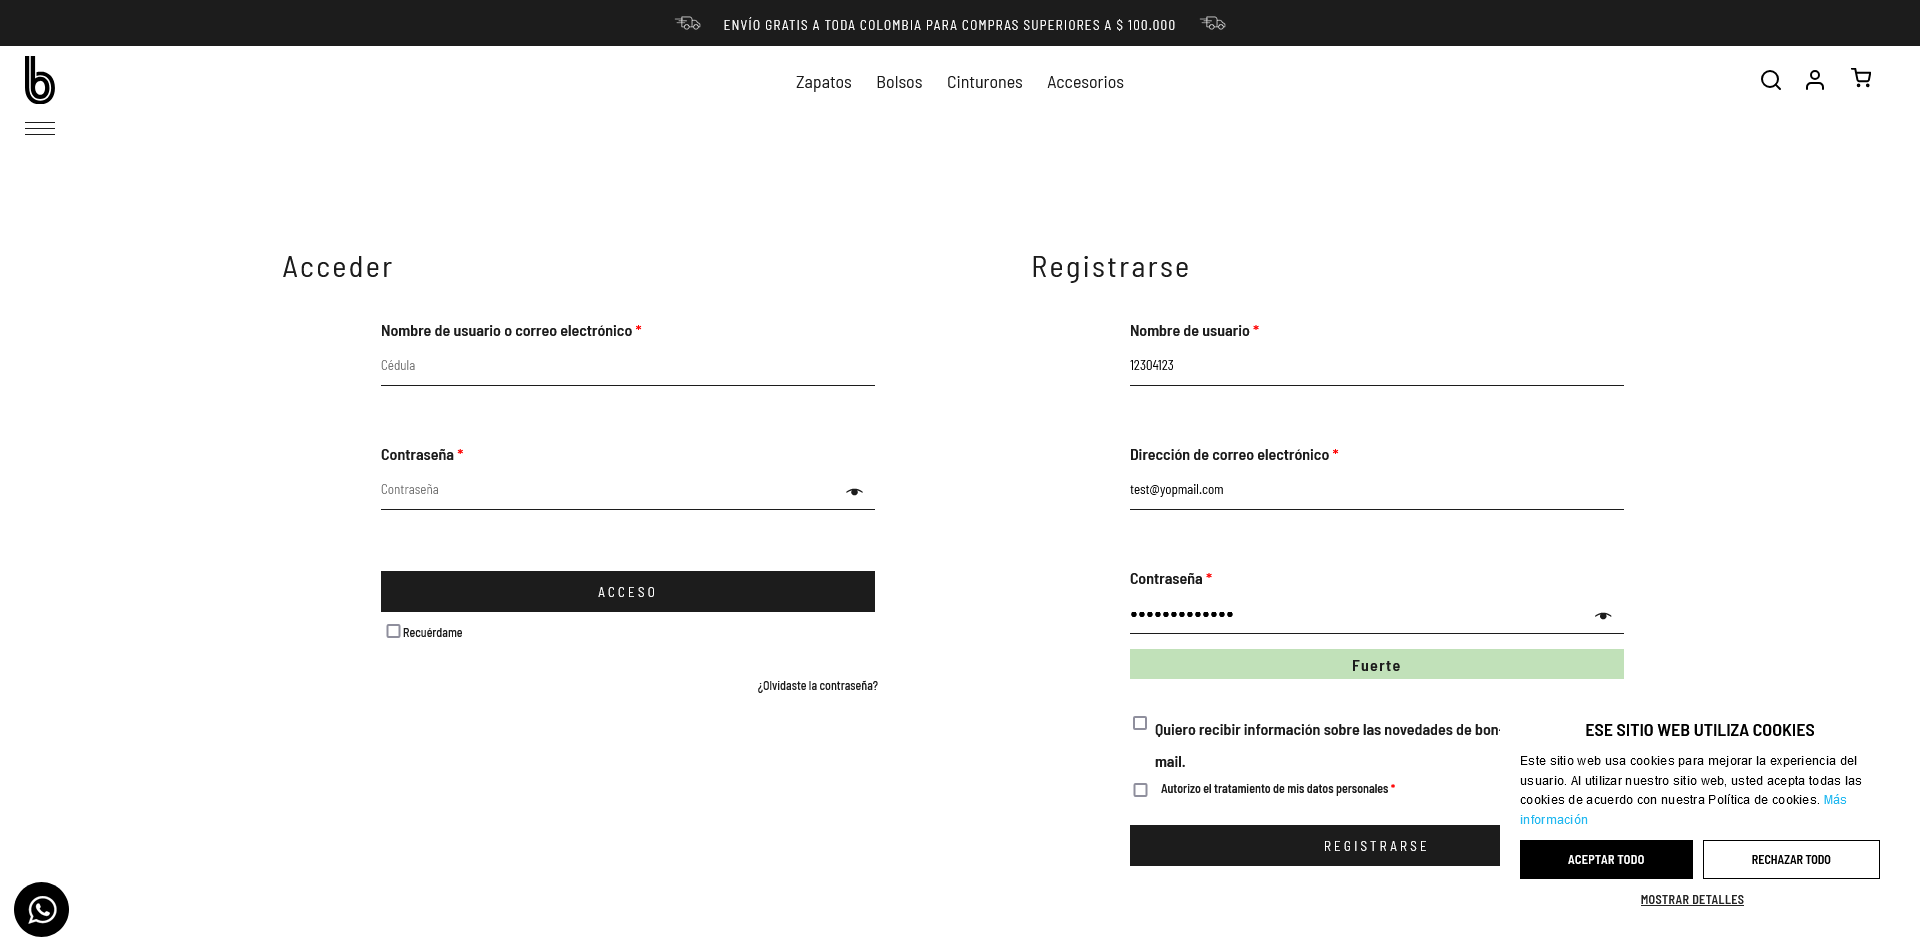 ENVÍO GRATIS A TODA COLOMBIA PARA COMPRAS SUPERIORES A $ 100.000
b
Zapatos Bolsos Cinturones Accesorios
Acceder
Nombre de usuario o correo electrónico *
Cédula
Contraseña *
Contraseña
ACCESO
Recuérdame
¿Olvidaste la contraseña?
Registrarse
Nombre de usuario *
12304123
Dirección de correo electrónico *
test@yopmail.com
Contraseña *
•••••••••••••
Fuerte
Quiero recibir información sobre las novedades de bon-
mail.
Autorizo el tratamiento de mis datos personales *
REGISTRARSE
ESE SITIO WEB UTILIZA COOKIES
Este sitio web usa cookies para mejorar la experiencia del
usuario. Al utilizar nuestro sitio web, usted acepta todas las
cookies de acuerdo con nuestra Política de cookies. Más
información
ACEPTAR TODO RECHAZAR TODO
MOSTRAR DETALLES